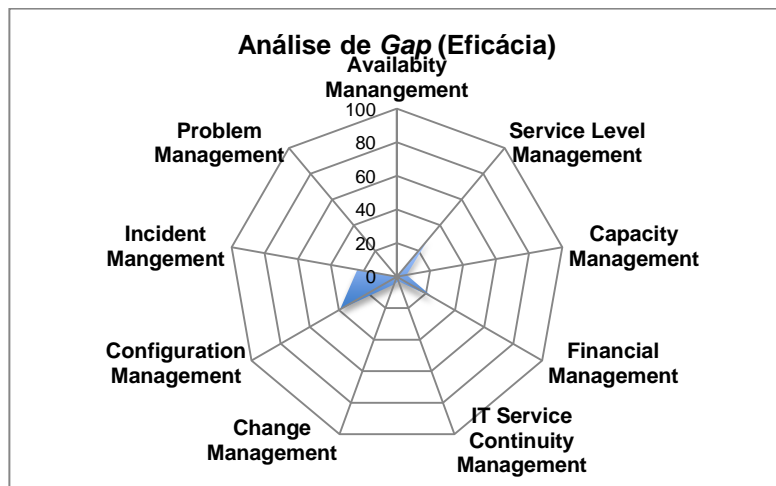 Análise de Gap (Eficácia)
Availabity
Manangement
Service Level
Management
Capacity
Management
Financial
Management
IT Service
Continuity
Management
Change
Management
Configuration
Management
Incident
Mangement
Problem
Management
100
80
60
40
20
0